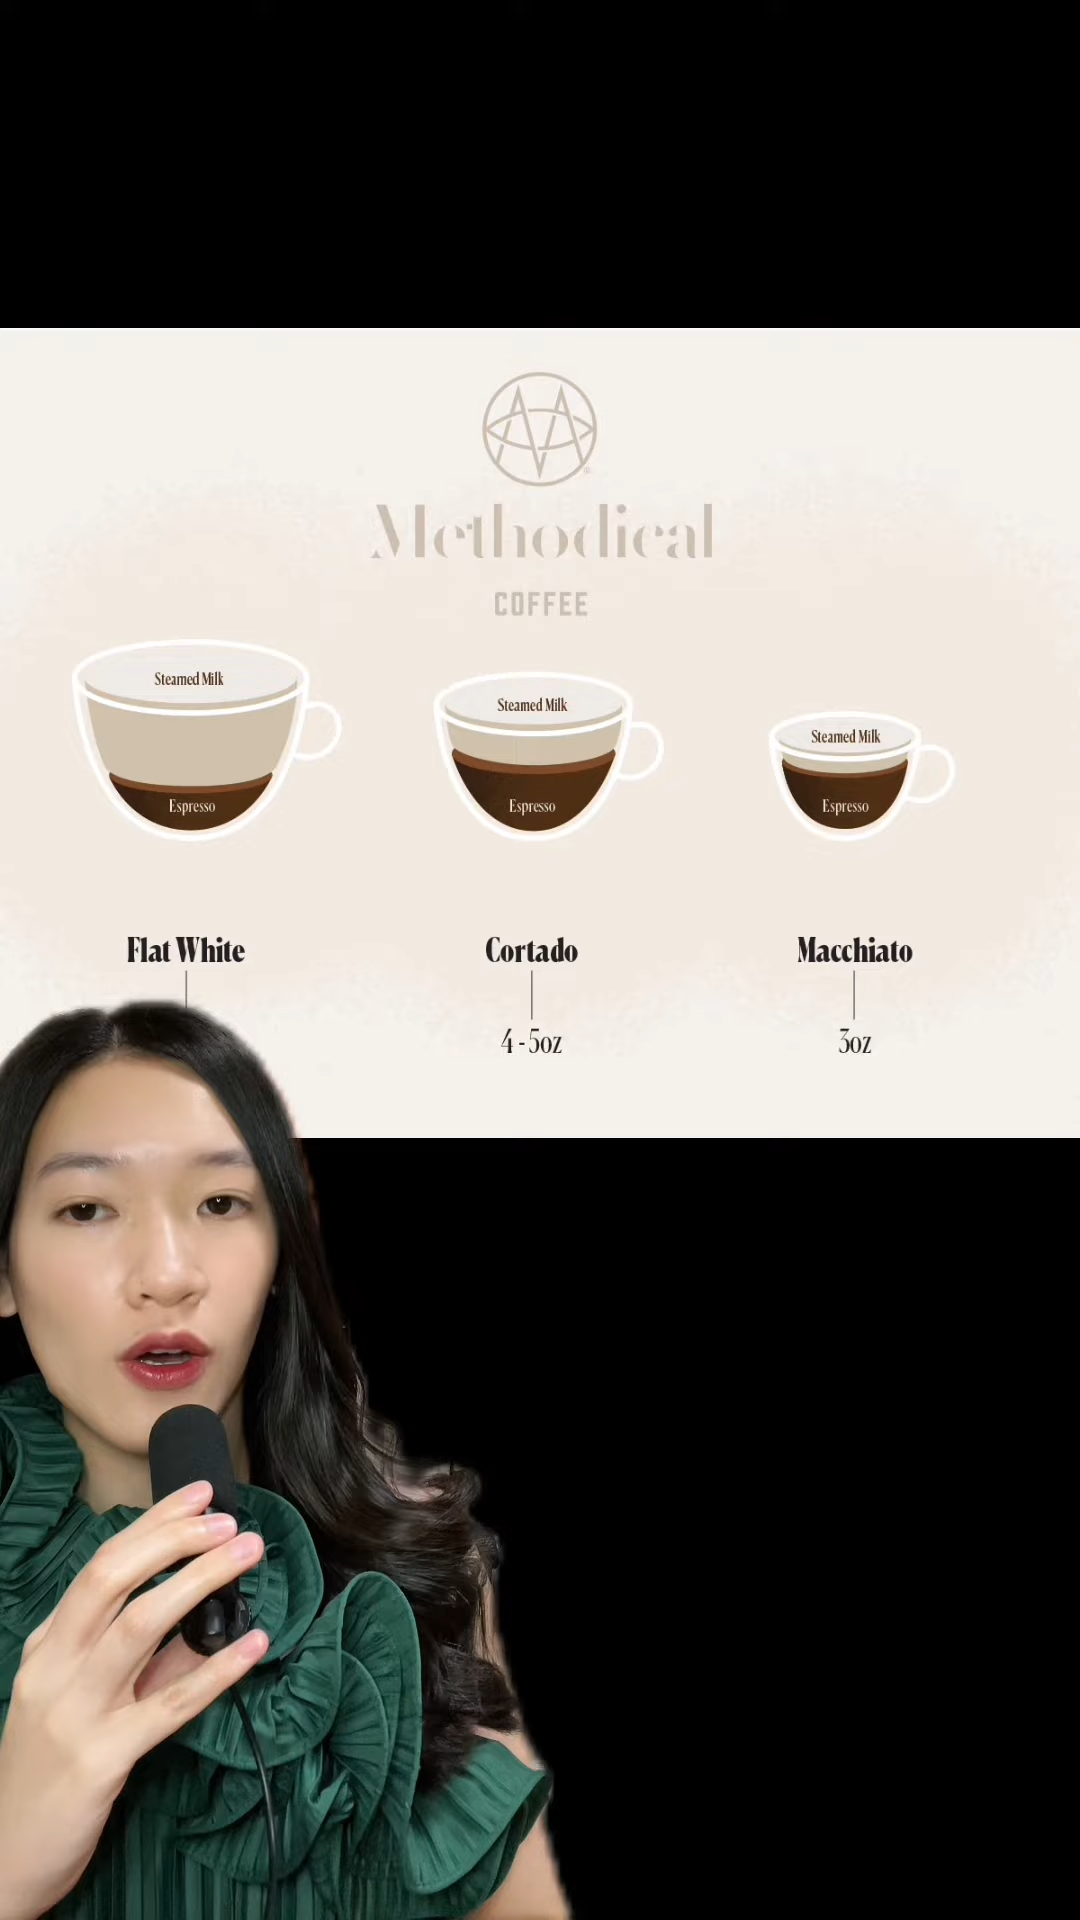 Methodical
COFFEE
Steamed Milk
Espresso
Steamed Milk
Espresso
Steamed Milk
Espresso
Flat White
Cortado
4 - 5oz
Macchiato
3oz